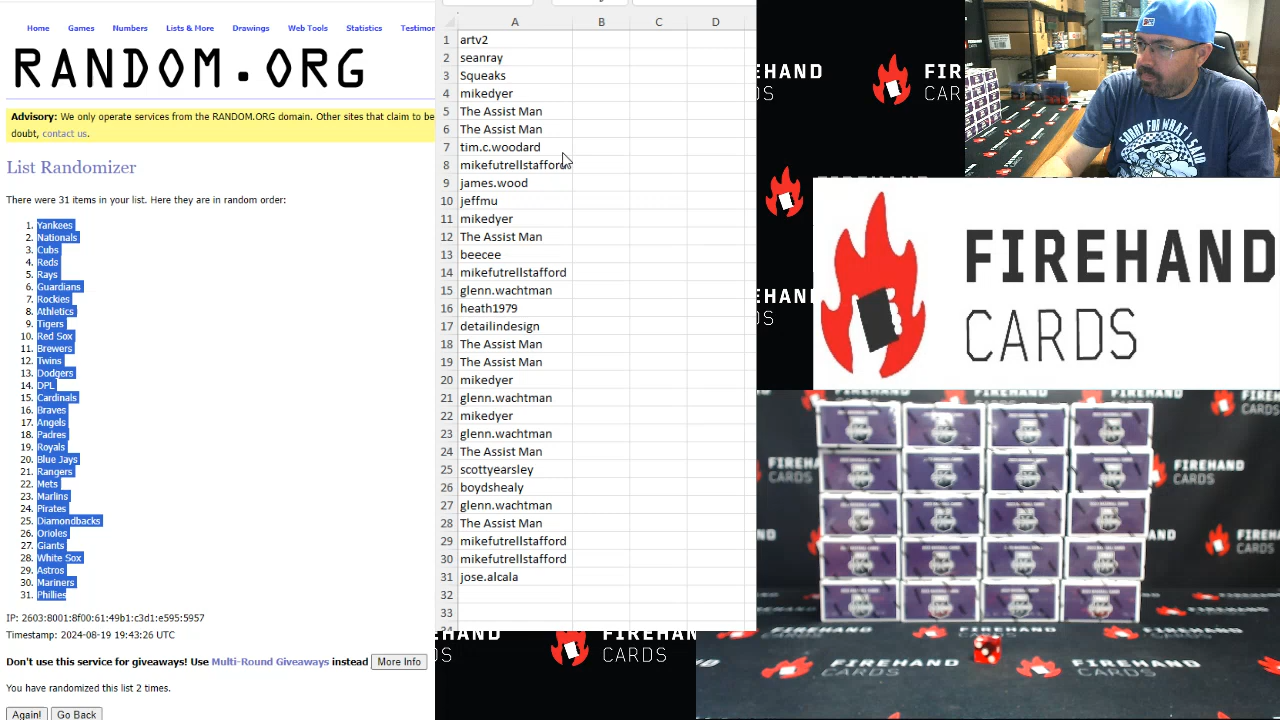 Home Games Numbers Lists & More Drawings Web Tools Statistics Testimor
RANDOM.ORG
Advisory: We only operate services from the RANDOM.ORG domain. Other sites that claim to be
doubt, contact us.
List Randomizer
There were 31 items in your list. Here they are in random order:
1. Yankees
2. Nationals
3. Cubs
4. Reds
5. Rays
6. Guardians
7. Rockies
8. Athletics
9. Tigers
10. Red Sox
11. Brewers
12. Twins
13. Dodgers
14. DPL
15. Cardinals
16. Braves
17. Angels
18. Padres
19. Royals
20. Blue Jays
21. Rangers
22. Mets
23. Marlins
24. Pirates
25. Diamondbacks
26. Orioles
27. Giants
28. White Sox
29. Astros
30. Mariners
31. Phillies
IP: 2603:8001:8f00:61:49b1:c3d1:e595:5957
Timestamp: 2024-08-19 19:43:26 UTC
Don't use this service for giveaways! Use Multi-Round Giveaways instead More Info
You have randomized this list 2 times.
Again! Go Back
A B C D
1 artv2
2 seanray
3 Squeaks
4 mikedyer
5 The Assist Man
6 The Assist Man
7 tim.c.woodard
8 mikefutrellstafford
9 james.wood
10 jeffmu
11 mikedyer
12 The Assist Man
13 beecee
14 mikefutrellstafford
15 glenn.wachtman
16 heath1979
17 detailindesign
18 The Assist Man
19 The Assist Man
20 mikedyer
21 glenn.wachtman
22 mikedyer
23 glenn.wachtman
24 The Assist Man
25 scottyearsley
26 boydshealy
27 glenn.wachtman
28 The Assist Man
29 mikefutrellstafford
30 mikefutrellstafford
31 jose.alcala
32
33
EHAND
DS
FIR
CAR
FIREHAND
CARDS
FIREHAND
CARDS